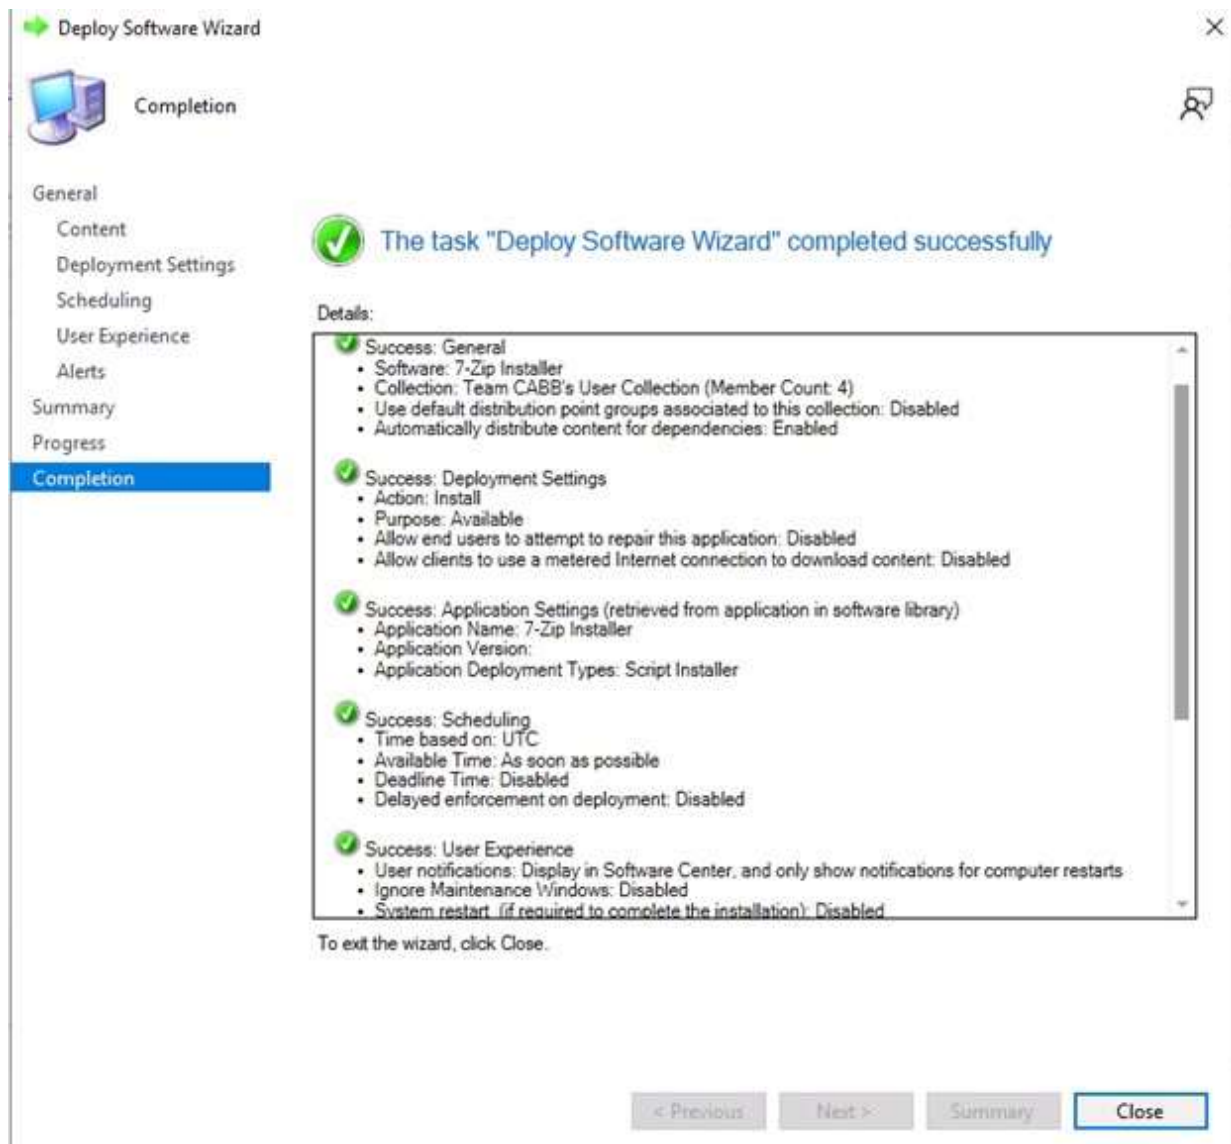 Deploy Software Wizard
Completion
General
Content
Deployment Settings
Scheduling
User Experience
Alerts
Summary
Progress
Completion
The task "Deploy Software Wizard" completed successfully
Details:
Success: General
• Software: 7-Zip Installer
• Collection: Team CABB's User Collection (Member Count: 4)
• Use default distribution point groups associated to this collection: Disabled
• Automatically distribute content for dependencies: Enabled
Success: Deployment Settings
• Action: Install
• Purpose: Available
• Allow end users to attempt to repair this application: Disabled
• Allow clients to use a metered Internet connection to download content: Disabled
Success: Application Settings (retrieved from application in software library)
• Application Name: 7-Zip Installer
• Application Version:
• Application Deployment Types: Script Installer
Success: Scheduling
• Time based on: UTC
• Available Time: As soon as possible
• Deadline Time: Disabled
• Delayed enforcement on deployment: Disabled
Success: User Experience
• User notifications: Display in Software Center, and only show notifications for computer restarts
• Ignore Maintenance Windows: Disabled
• System restart (if required to complete the installation): Disabled
To exit the wizard, click Close.
< Previous
Next >
Summary
Close